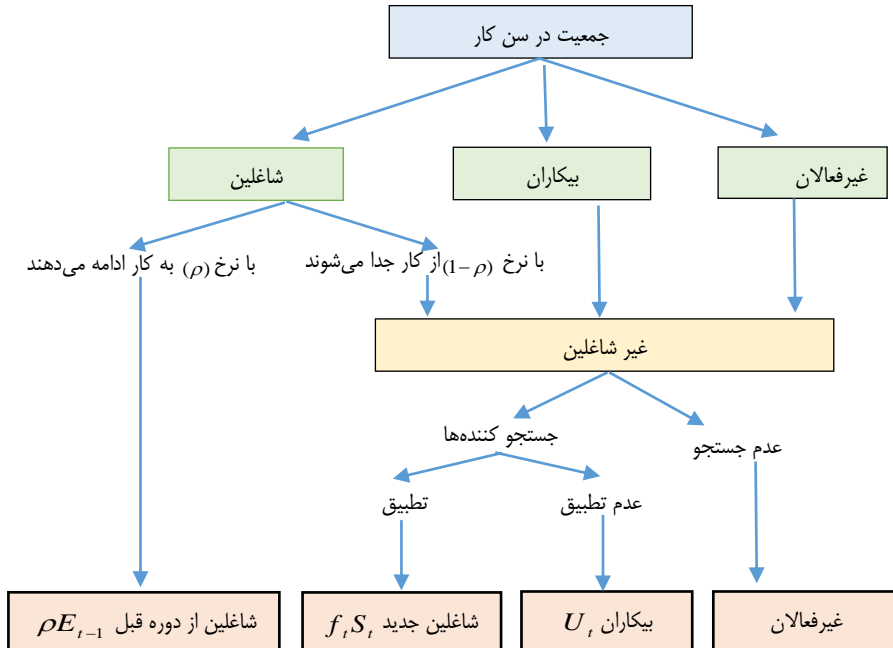 جمعیت در سن کار
شاغلین
بیکاران
غیرفعالان
با نرخ (ρ) به کار ادامه می‌دهند
با نرخ (1−ρ) از کار جدا می‌شوند
غیر شاغلین
جستجو کننده‌ها
عدم جستجو
تطبیق
عدم تطبیق
شاغلین از دوره قبل ρE_{t−1}
شاغلین جدید f_t S_t
بیکاران U_t
غیرفعالان